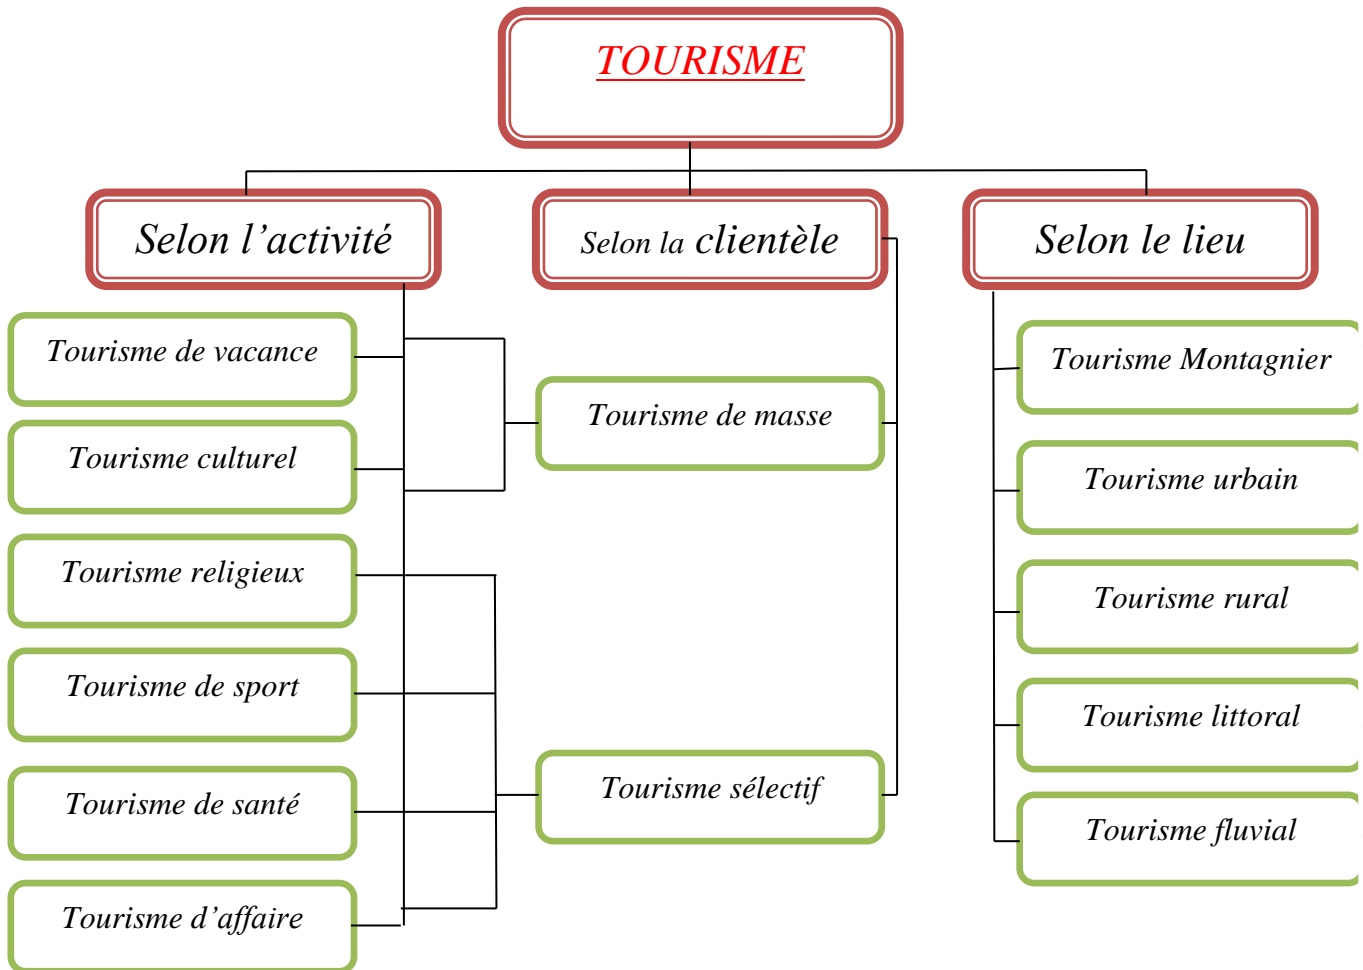 TOURISME
Selon l’activité
Selon la clientèle
Selon le lieu
Tourisme de vacance
Tourisme culturel
Tourisme religieux
Tourisme de sport
Tourisme de santé
Tourisme d’affaire
Tourisme de masse
Tourisme sélectif
Tourisme Montagnier
Tourisme urbain
Tourisme rural
Tourisme littoral
Tourisme fluvial